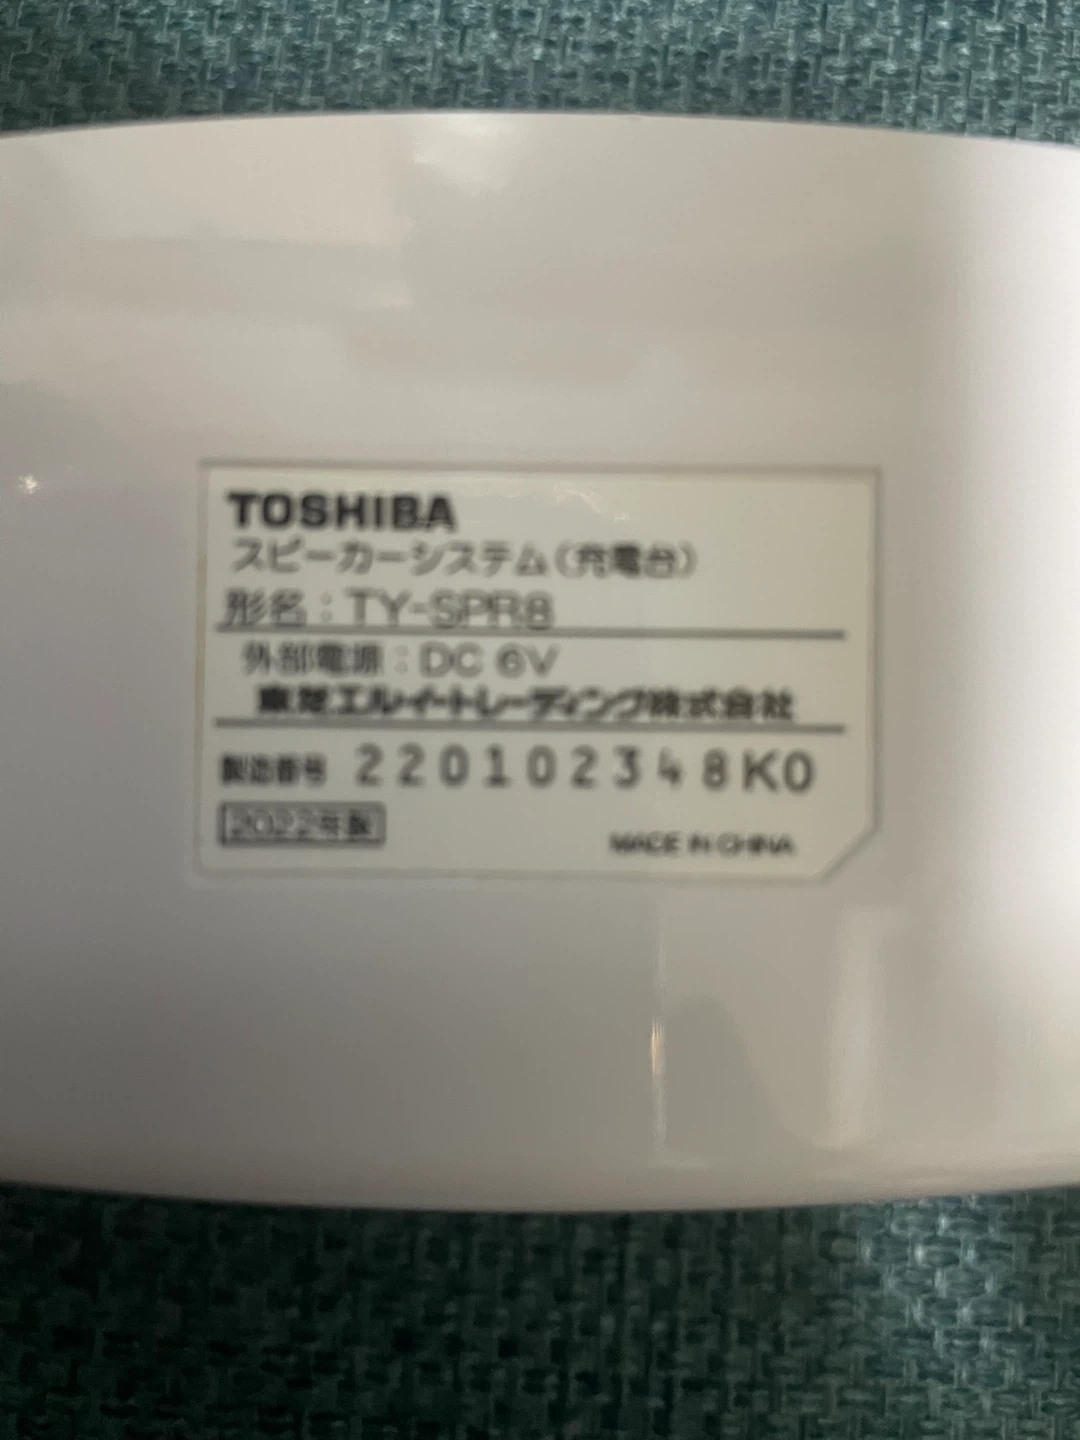 TOSHIBA
スピーカーシステム(充電台)
形名:TY-SPR8
外部電源:DC 6V
東芝エルイートレーディング株式会社
製造番号 220102348K0
2022年製
MADE IN CHINA